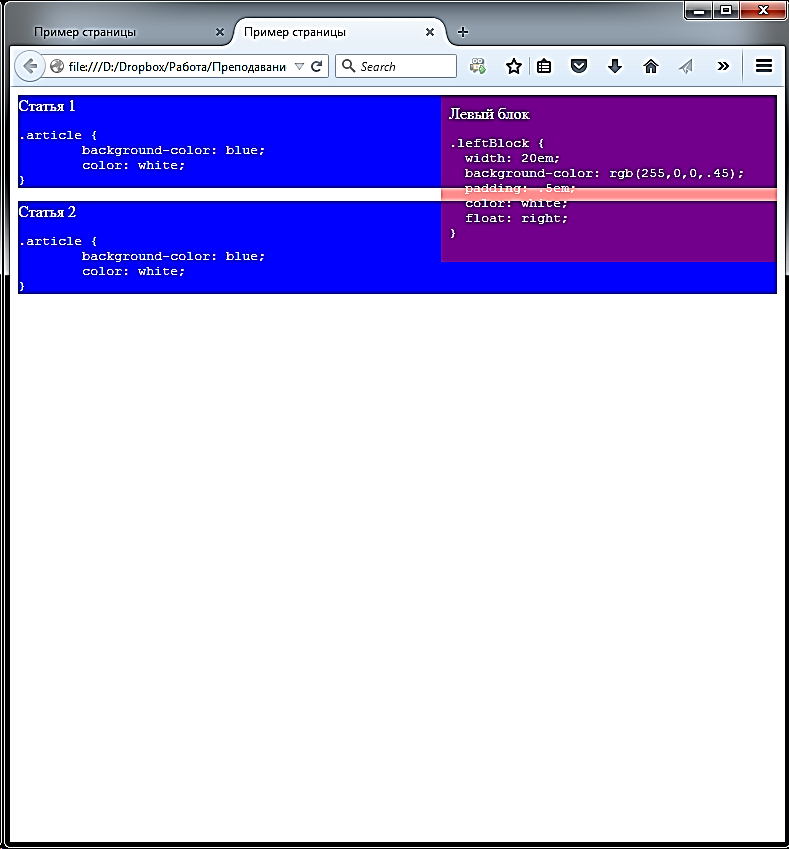 Пример страницы
Пример страницы
file:///D:/Dropbox/Работа/Преподавани
Search
Статья 1
.article {
background-color: blue;
color: white;
}
Левый блок
.leftBlock {
width: 20em;
background-color: rgb(255,0,0,.45);
padding: .5em;
color: white;
float: right;
}
Статья 2
.article {
background-color: blue;
color: white;
}